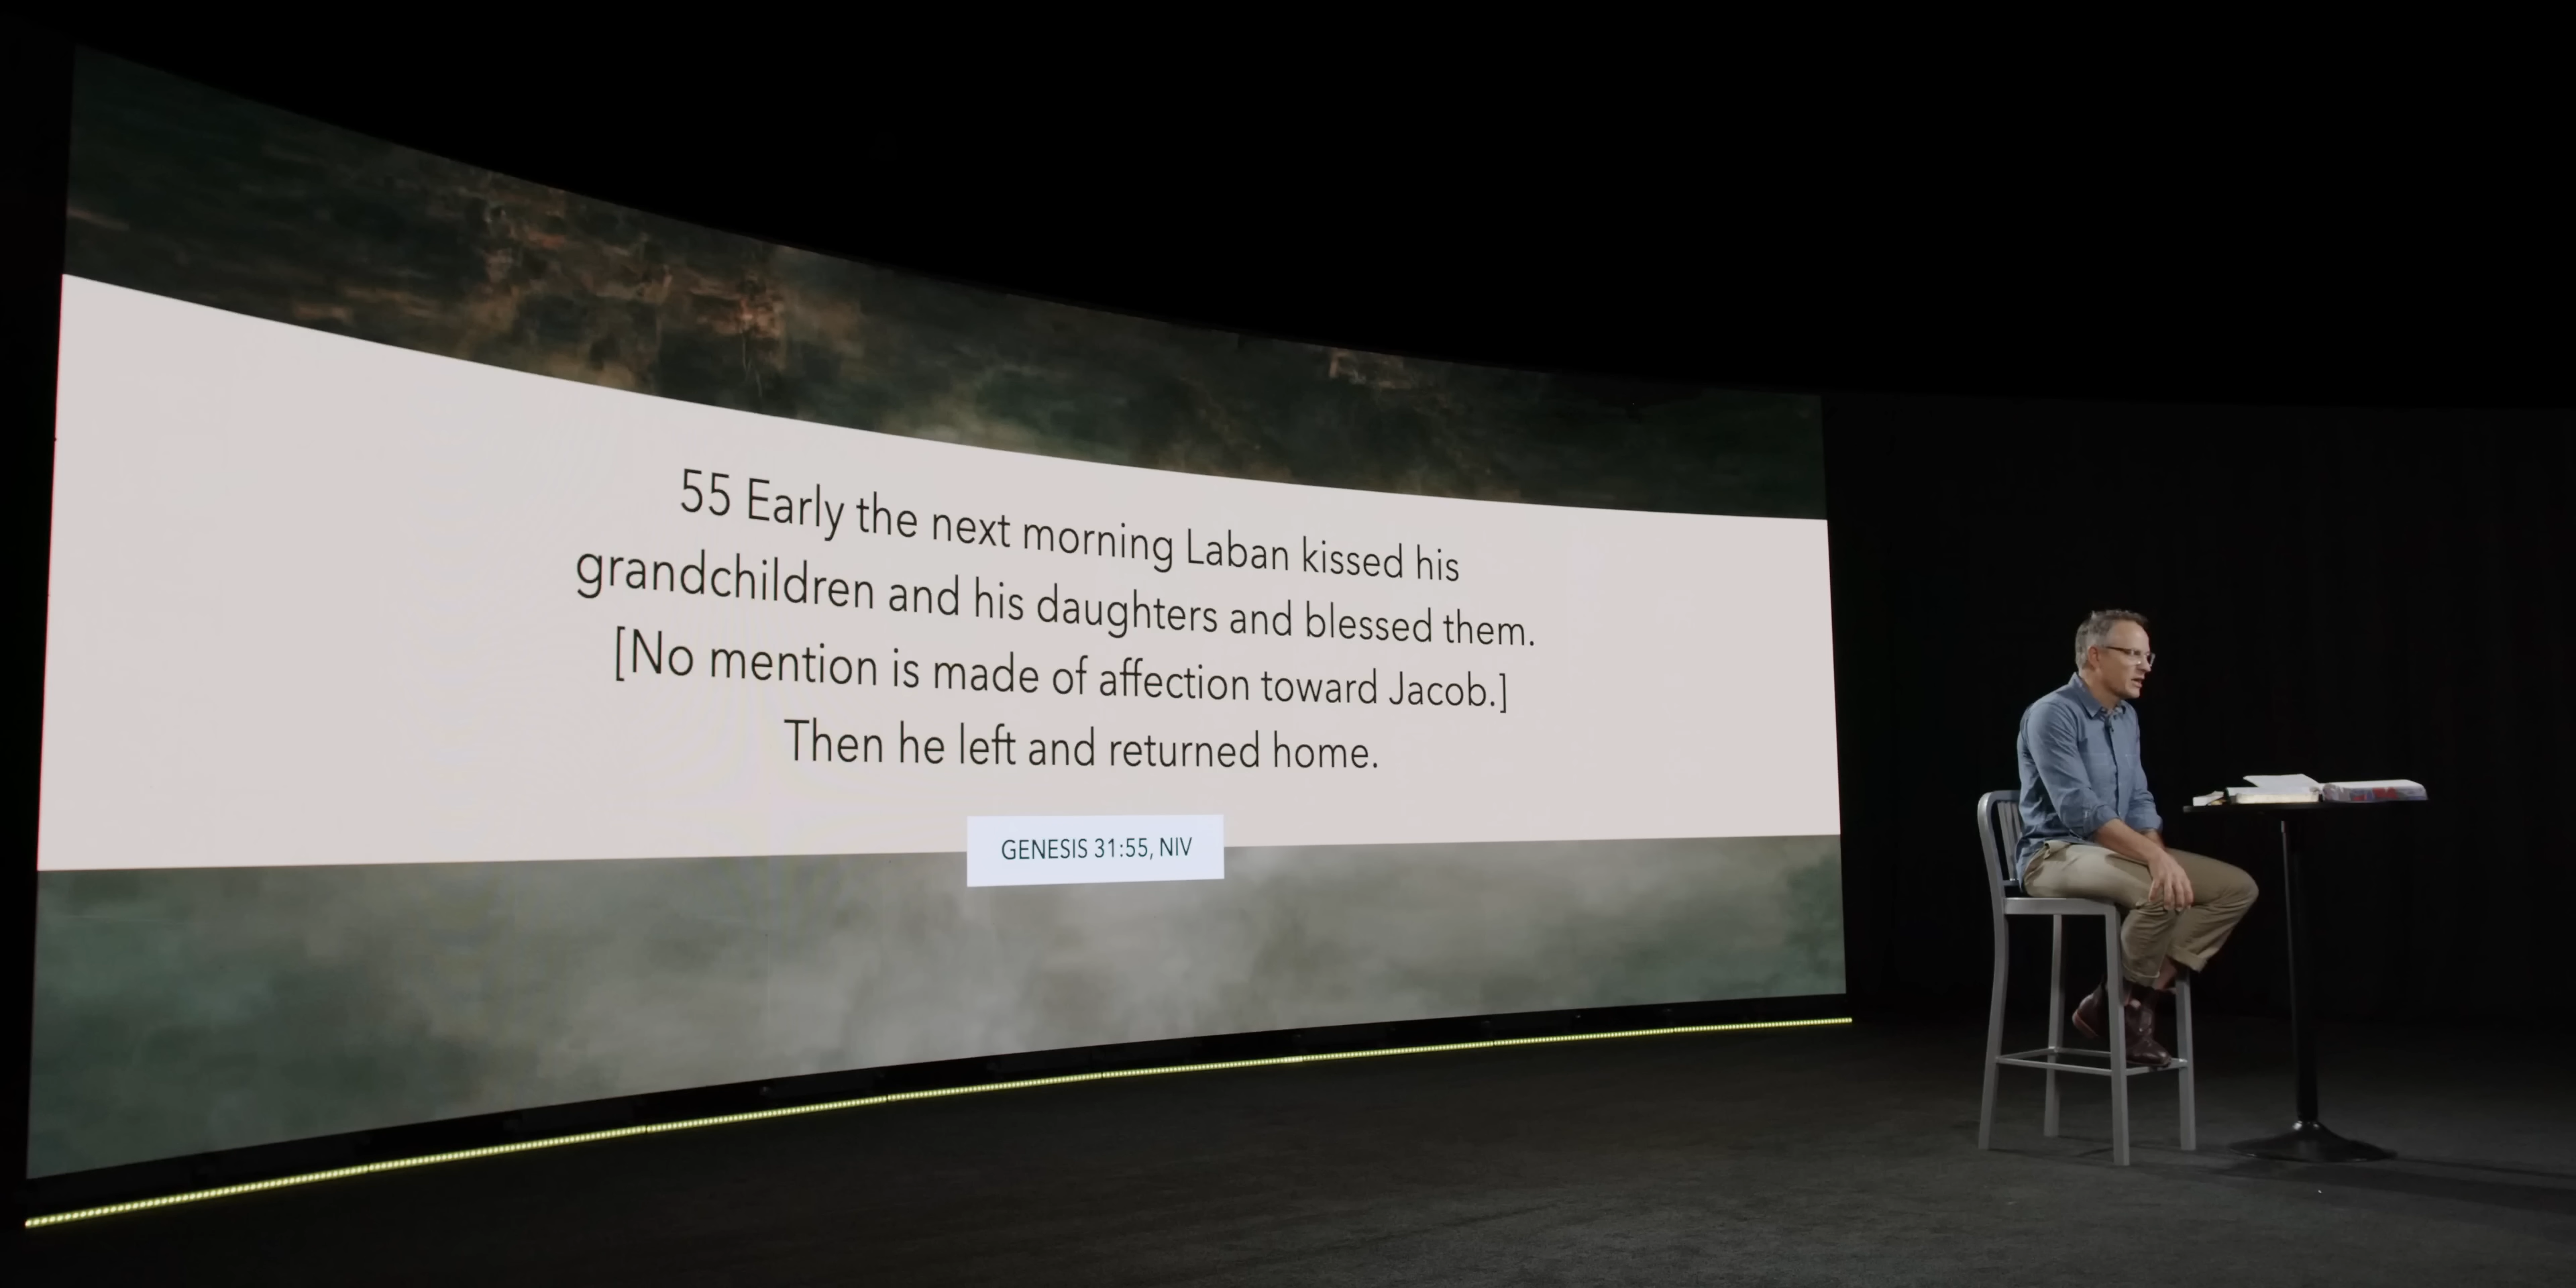 55 Early the next morning Laban kissed his
grandchildren and his daughters and blessed them.
[No mention is made of affection toward Jacob.]
Then he left and returned home.
GENESIS 31:55, NIV